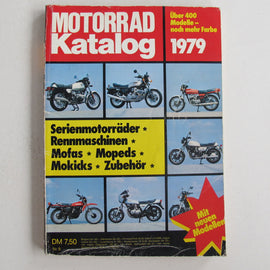 MOTORRAD
Katalog
Über 400
Modelle –
noch mehr Farbe
1979
Serienmotorräder ★
Rennmaschinen ★
Mofas ★ Mopeds ★
Mokicks ★ Zubehör ★
Mit
neuen
Modellen
DM 7,50